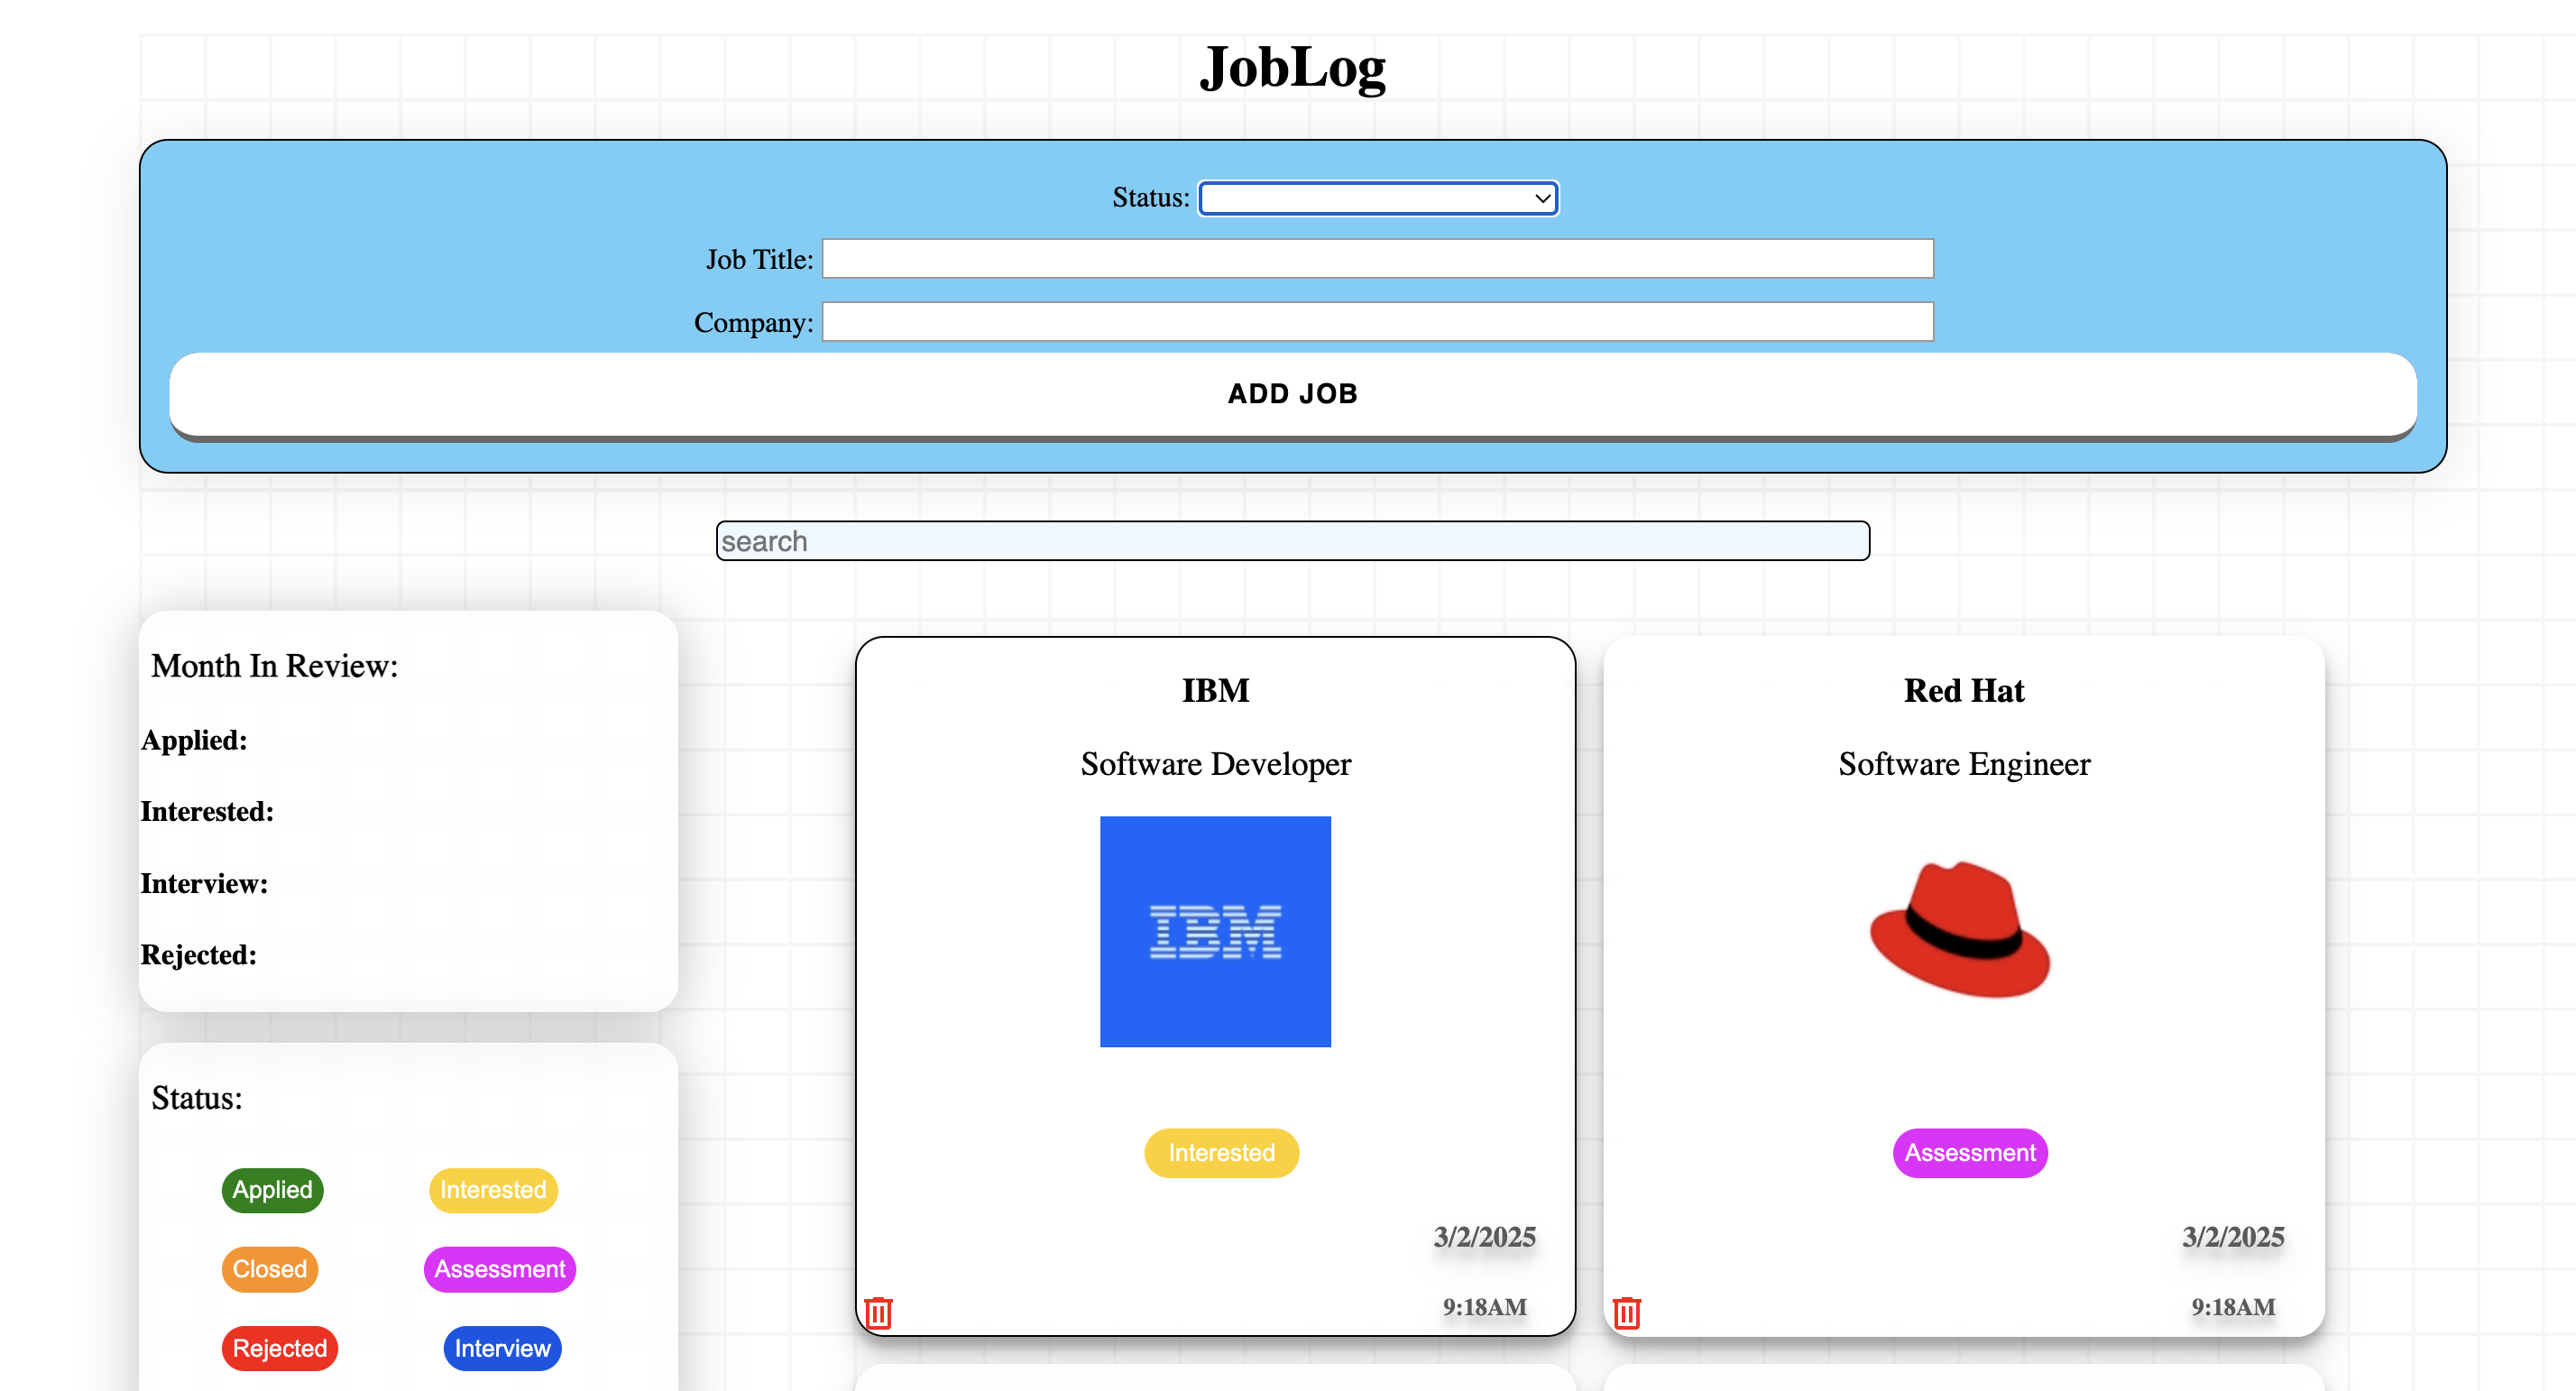 JobLog
Status:
Job Title:
Company:
ADD JOB
search
Month In Review:
Applied:
Interested:
Interview:
Rejected:
Status:
Applied
Interested
Closed
Assessment
Rejected
Interview
IBM
Software Developer
IBM
Interested
3/2/2025
9:18AM
Red Hat
Software Engineer
Assessment
3/2/2025
9:18AM